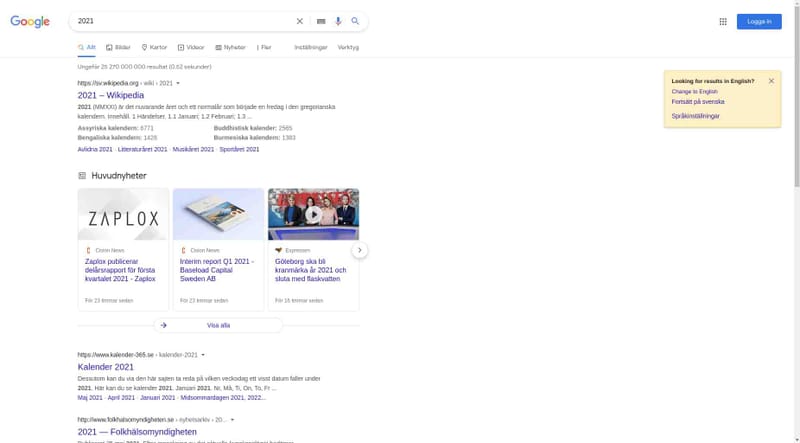 Google
2021
Logga in
Allt
Bilder
Kartor
Videor
Nyheter
Fler
Inställningar
Verktyg
Ungefär 25 270 000 000 resultat (0,62 sekunder)
Looking for results in English?
Change to English
Fortsätt på svenska
Språkinställningar
https://sv.wikipedia.org › wiki › 2021
2021 – Wikipedia
2021 (MMXXI) är det nuvarande året och ett normalår som började en fredag i den gregorianska
kalendern. Innehåll. 1 Händelser. 1.1 Januari; 1.2 Februari; 1.3 ...
Assyriska kalendern: 6771
Buddhistisk kalender: 2565
Bengaliska kalendern: 1428
Burmesiska kalendern: 1383
Avlidna 2021 · Litteraturåret 2021 · Musikåret 2021 · Sportåret 2021
Huvudnyheter
ZAPLOX
Cision News
Zaplox publicerar
delårsrapport för första
kvartalet 2021 - Zaplox
För 23 timmar sedan
Cision News
Interim report Q1 2021 -
Baseload Capital
Sweden AB
För 23 timmar sedan
Expressen
Göteborg ska bli
kranmärka år 2021 och
sluta med flaskvatten
För 16 timmar sedan
Visa alla
https://www.kalender-365.se › kalender-2021
Kalender 2021
Dessutom kan du via den här sajten ta reda på vilken veckodag ett visst datum faller under
2021. Här kan du se kalender 2021. Januari 2021. Nr, Må, Ti, On, To, Fr ...
Maj 2021 · April 2021 · Januari 2021 · Midsommardagen 2021, 2022...
http://www.folkhalsomyndigheten.se › nyhetsarkiv › 20...
2021 — Folkhälsomyndigheten